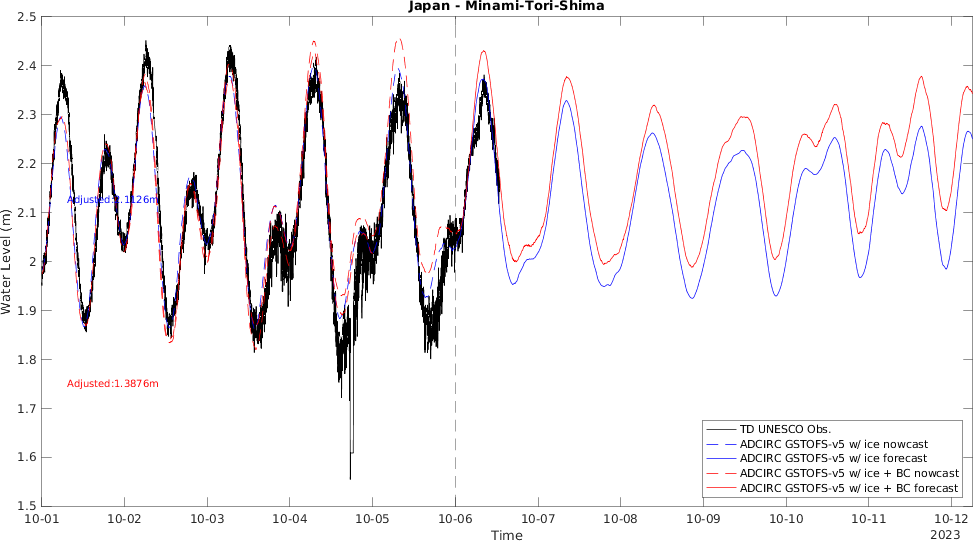 Japan - Minami-Tori-Shima
2.5
2.4
2.3
2.2
2.1
2
1.9
1.8
1.7
1.6
1.5
Water Level (m)
Adjusted:2.1126m
Adjusted:1.3876m
TD UNESCO Obs.
ADCIRC GSTOFS-v5 w/ ice nowcast
ADCIRC GSTOFS-v5 w/ ice forecast
ADCIRC GSTOFS-v5 w/ ice + BC nowcast
ADCIRC GSTOFS-v5 w/ ice + BC forecast
10-01 10-02 10-03 10-04 10-05 10-06 10-07 10-08 10-09 10-10 10-11 10-12
2023
Time